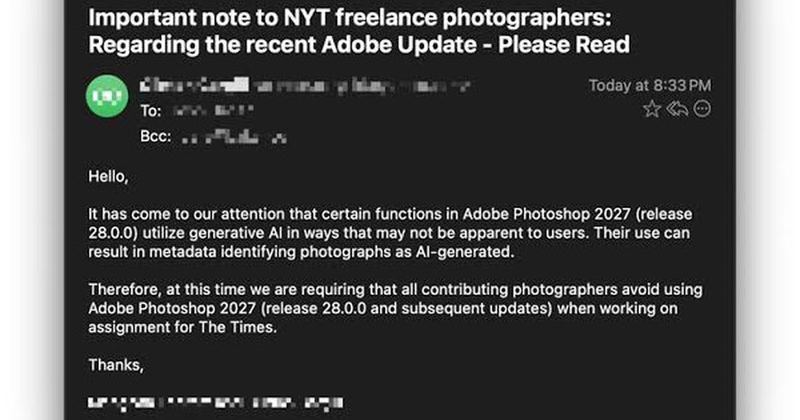 Important note to NYT freelance photographers:
Regarding the recent Adobe Update - Please Read
Today at 8:33 PM
To:
Bcc:
Hello,
It has come to our attention that certain functions in Adobe Photoshop 2027 (release
28.0.0) utilize generative AI in ways that may not be apparent to users. Their use can
result in metadata identifying photographs as AI-generated.
Therefore, at this time we are requiring that all contributing photographers avoid using
Adobe Photoshop 2027 (release 28.0.0 and subsequent updates) when working on
assignment for The Times.
Thanks,